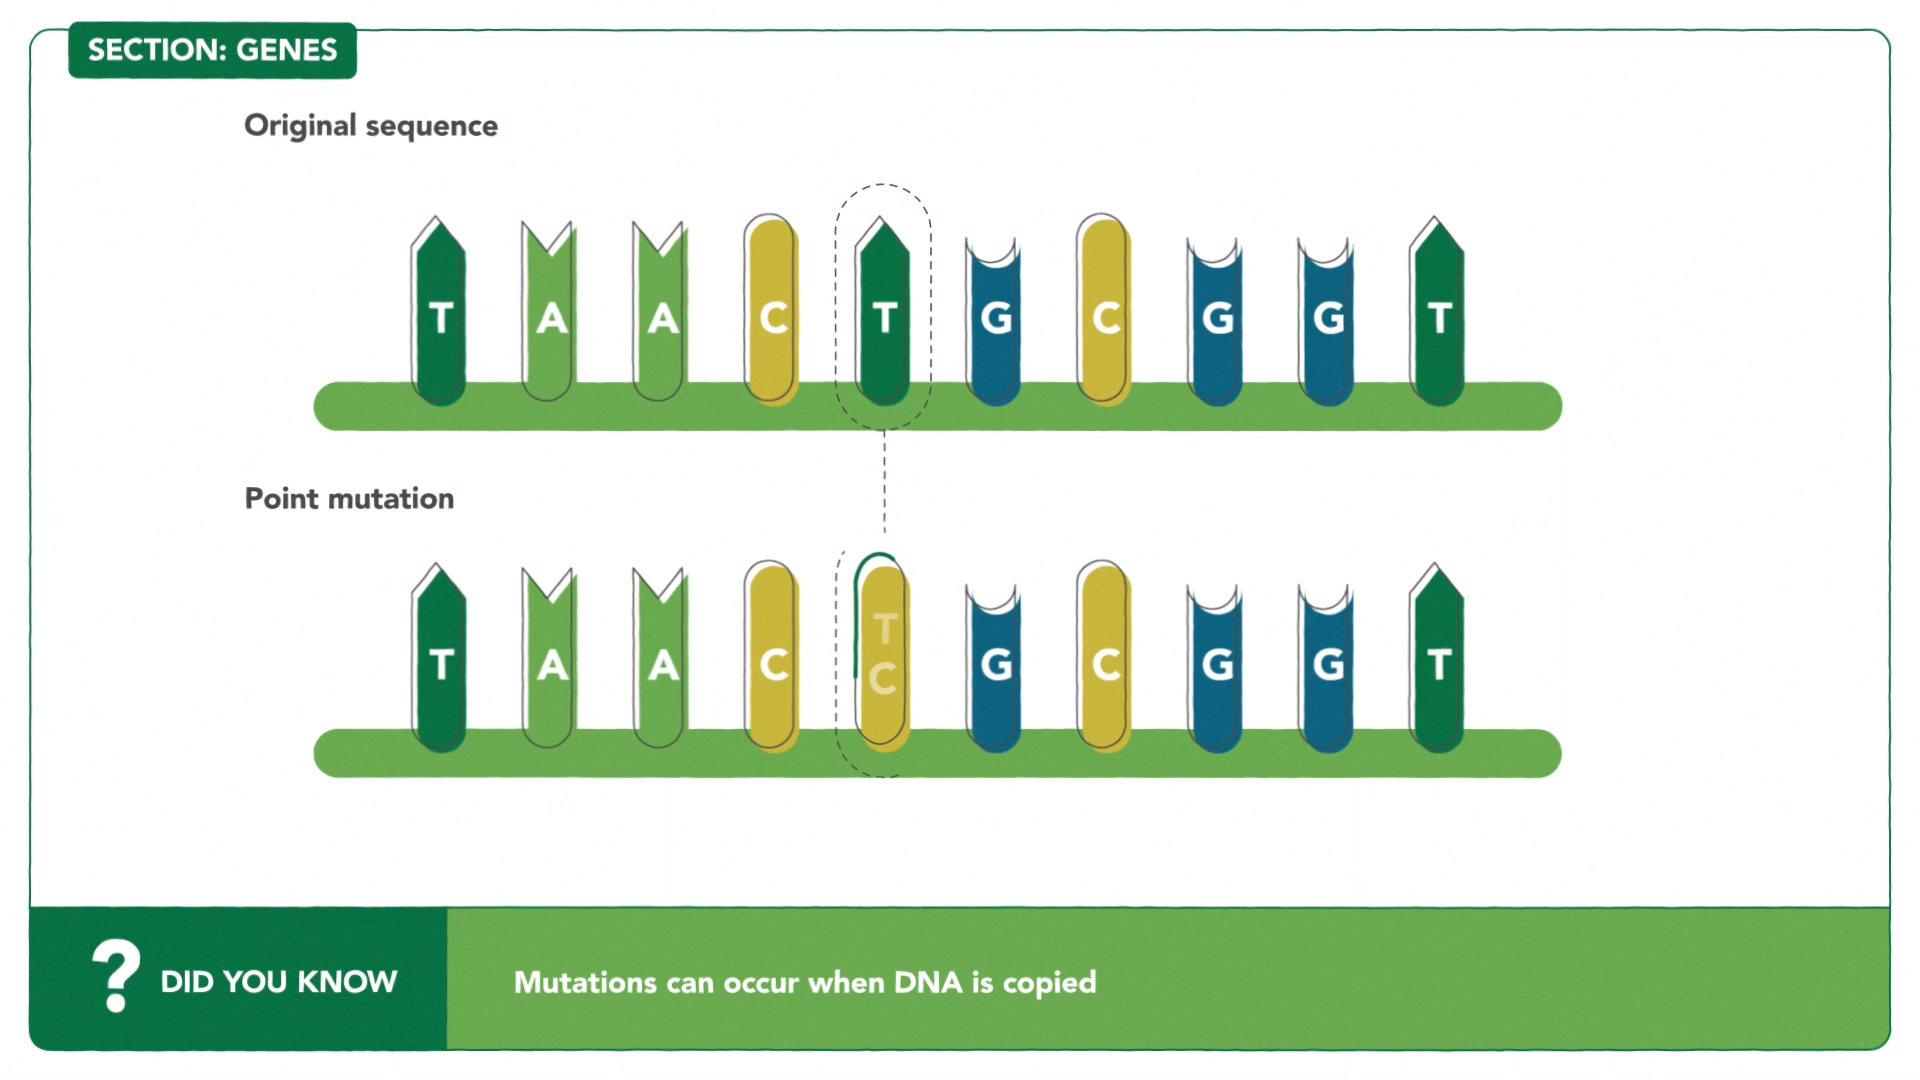 SECTION: GENES
Original sequence
T A A C T G C G G T
Point mutation
T A A C T C G C G G T
? DID YOU KNOW
Mutations can occur when DNA is copied